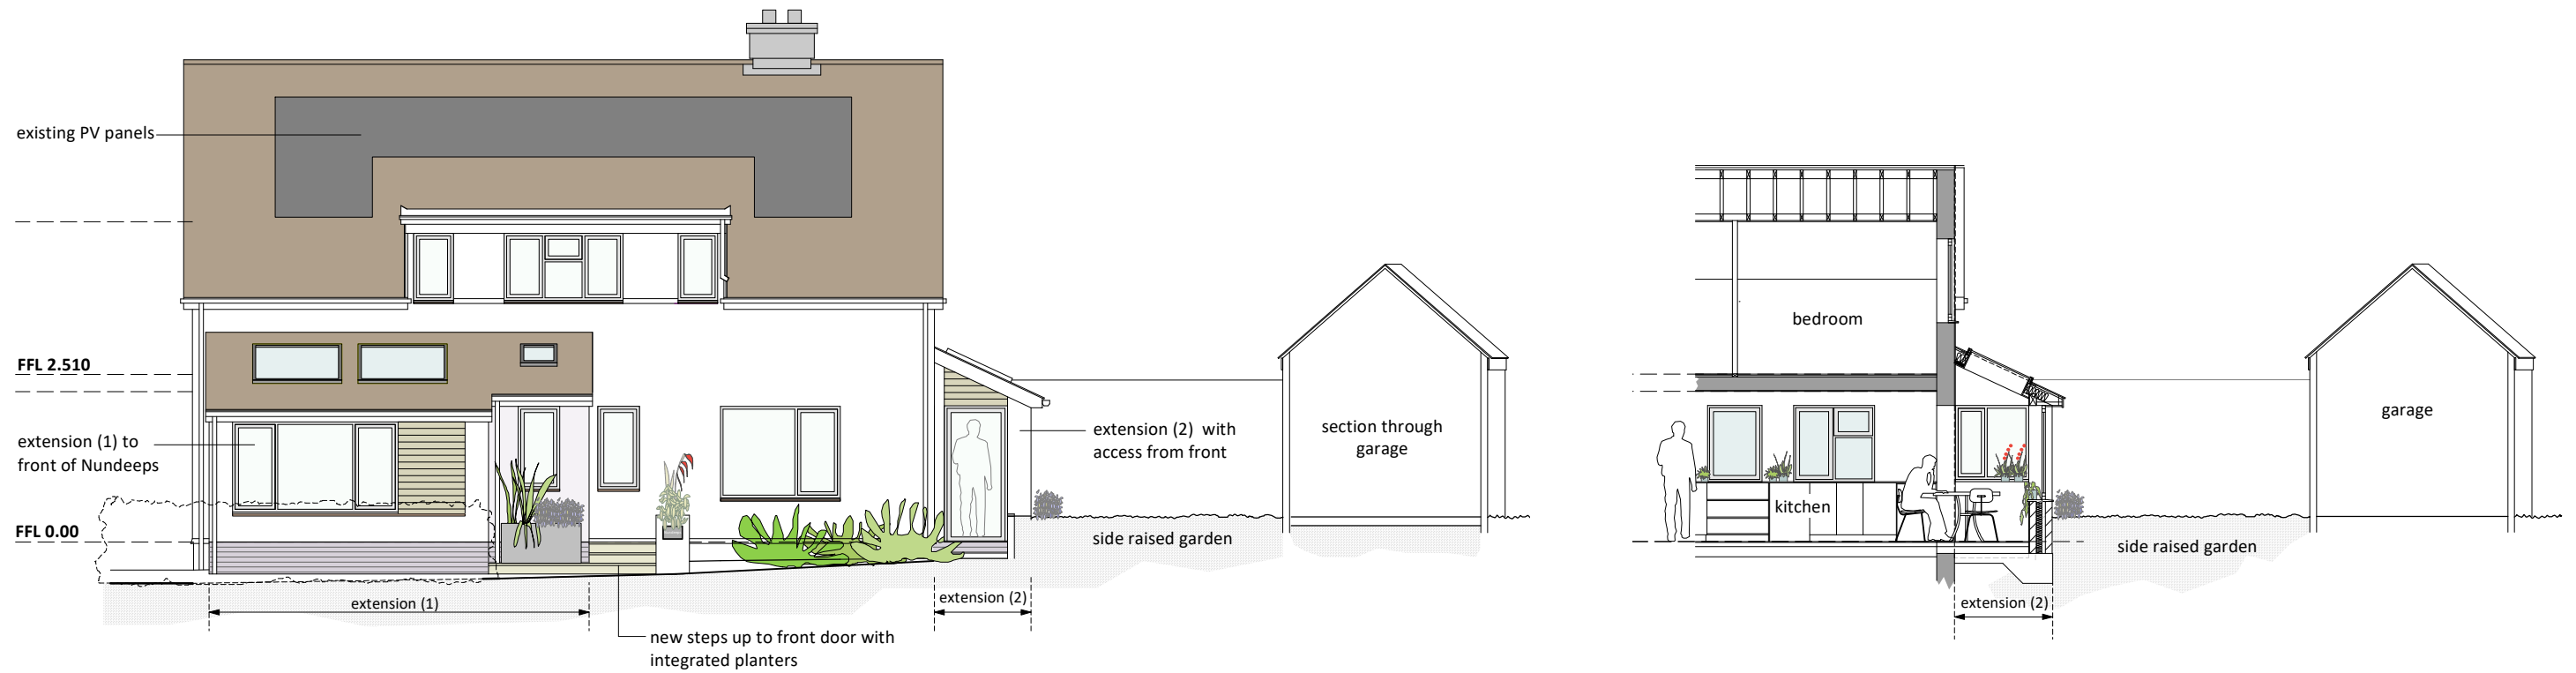 existing PV panels
FFL 2.510
extension (1) to
front of Nundeeps
FFL 0.00
extension (1)
new steps up to front door with
integrated planters
extension (2)
extension (2) with
access from front
side raised garden
section through
garage
bedroom
kitchen
extension (2)
side raised garden
garage